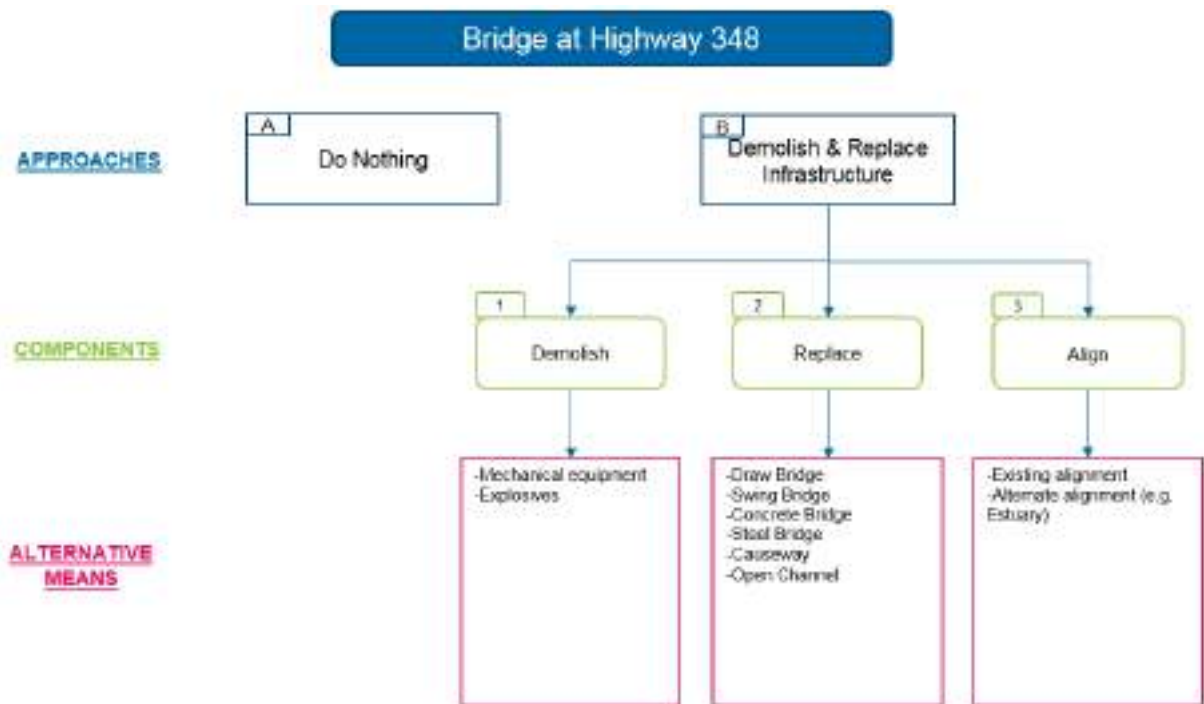 Bridge at Highway 348
APPROACHES
A
Do Nothing
B
Demolish & Replace
Infrastructure
COMPONENTS
1
Demolish
2
Replace
3
Align
ALTERNATIVE
MEANS
-Mechanical equipment
-Explosives
-Draw Bridge
-Swing Bridge
-Concrete Bridge
-Steel Bridge
-Causeway
-Open Channel
-Existing alignment
-Alternate alignment (e.g.
Estuary)